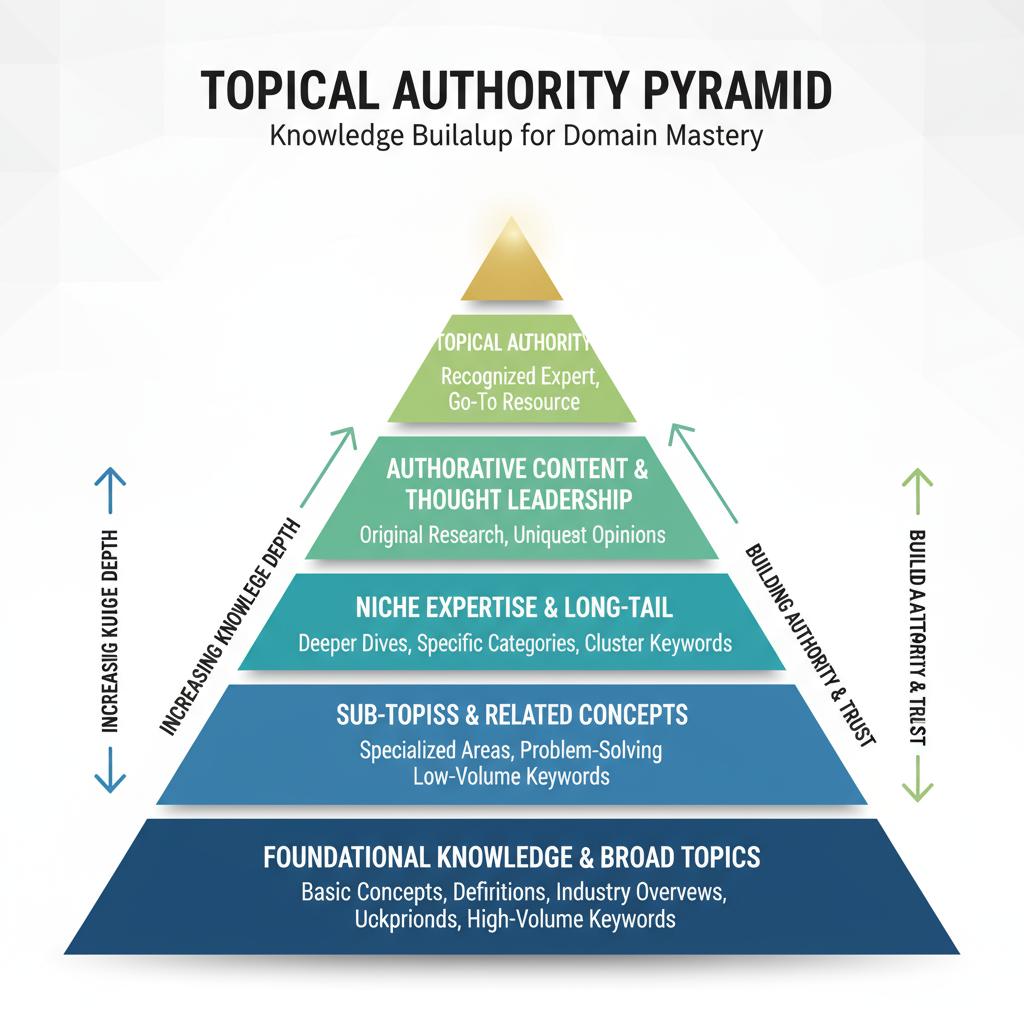 TOPICAL AUTHORITY PYRAMID
Knowledge Builalup for Domain Mastery
TOPICAL AUTHORITY
Recognized Expert,
Go-To Resource
AUTHORATIVE CONTENT &
THOUGHT LEADERSHIP
Original Research, Uniquest Opinions
NICHE EXPERTISE & LONG-TAIL
Deeper Dives, Specific Categories, Cluster Keywords
SUB-TOPISS & RELATED CONCEPTS
Specialized Areas, Problem-Solving
Low-Volume Keywords
FOUNDATIONAL KNOWLEDGE & BROAD TOPICS
Basic Concepts, Defiritions, Industry Overvews,
Uckprionds, High-Volume Keywords
INCREASIG KUIGE DEPTH
INCREASING KNOWLEGE DEPTH
BUILDING AUTHORITY & TRUST
BUILID & TRUST